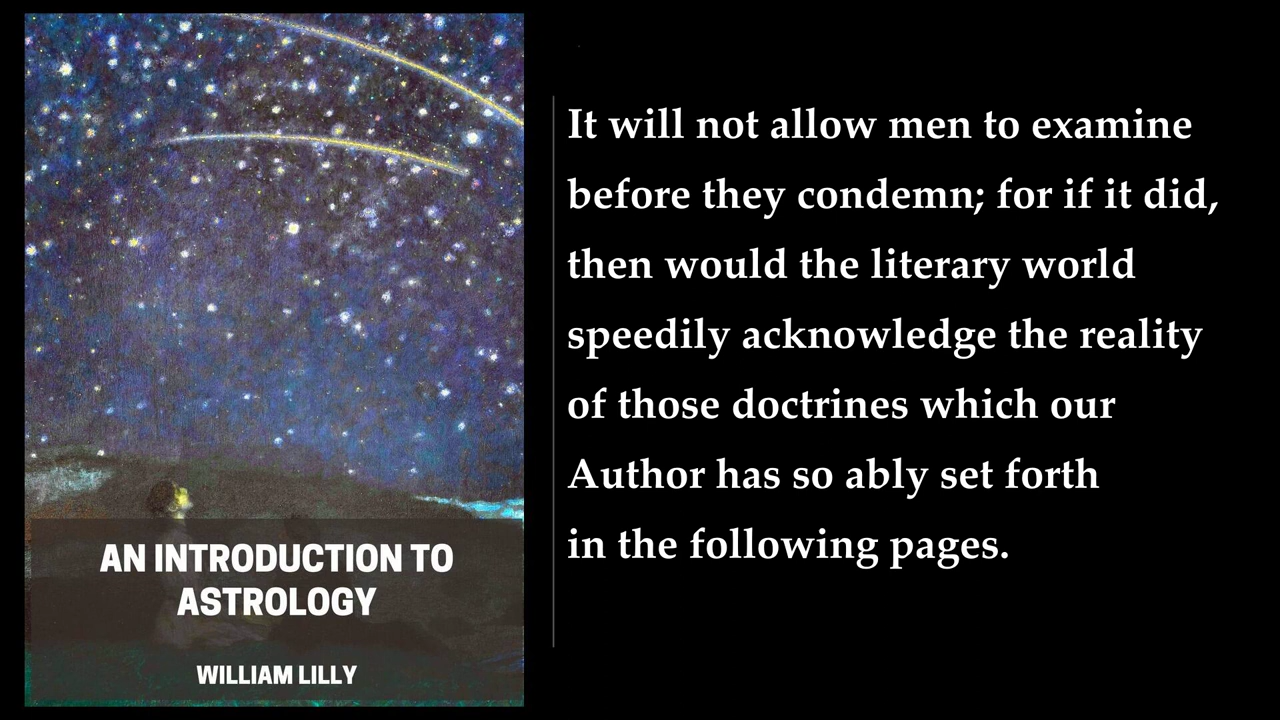 AN INTRODUCTION TO
ASTROLOGY
WILLIAM LILLY
It will not allow men to examine
before they condemn; for if it did,
then would the literary world
speedily acknowledge the reality
of those doctrines which our
Author has so ably set forth
in the following pages.